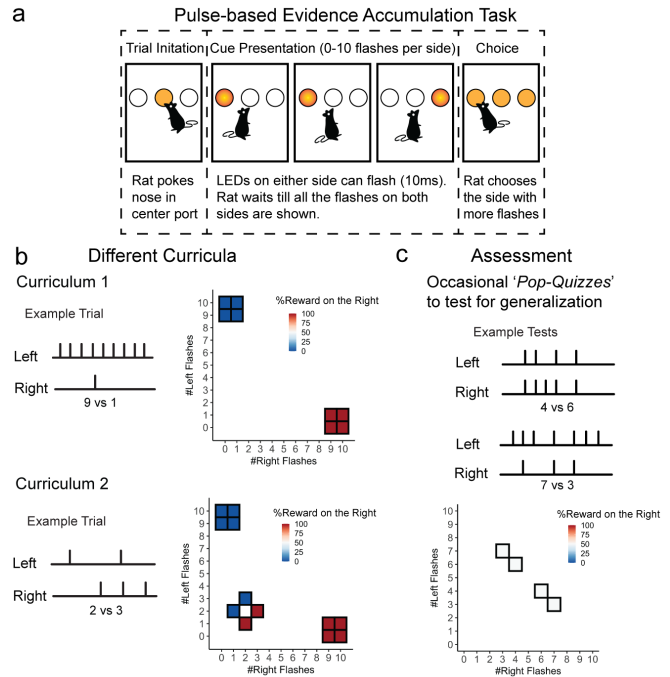 a
Pulse-based Evidence Accumulation Task
Trial Initation
Cue Presentation (0-10 flashes per side)
Choice
Rat pokes
nose in
center port
LEDs on either side can flash (10ms).
Rat waits till all the flashes on both
sides are shown.
Rat chooses
the side with
more flashes
b
Different Curricula
Curriculum 1
Example Trial
Left
Right
9 vs 1
%Reward on the Right
100
75
50
25
0
#Left Flashes
10
9
8
7
6
5
4
3
2
1
0
0 1 2 3 4 5 6 7 8 9 10
#Right Flashes
Curriculum 2
Example Trial
Left
Right
2 vs 3
%Reward on the Right
100
75
50
25
0
#Left Flashes
10
9
8
7
6
5
4
3
2
1
0
0 1 2 3 4 5 6 7 8 9 10
#Right Flashes
c
Assessment
Occasional 'Pop-Quizzes'
to test for generalization
Example Tests
Left
Right
4 vs 6
Left
Right
7 vs 3
%Reward on the Right
100
75
50
25
0
#Left Flashes
10
9
8
7
6
5
4
3
2
1
0
0 1 2 3 4 5 6 7 8 9 10
#Right Flashes